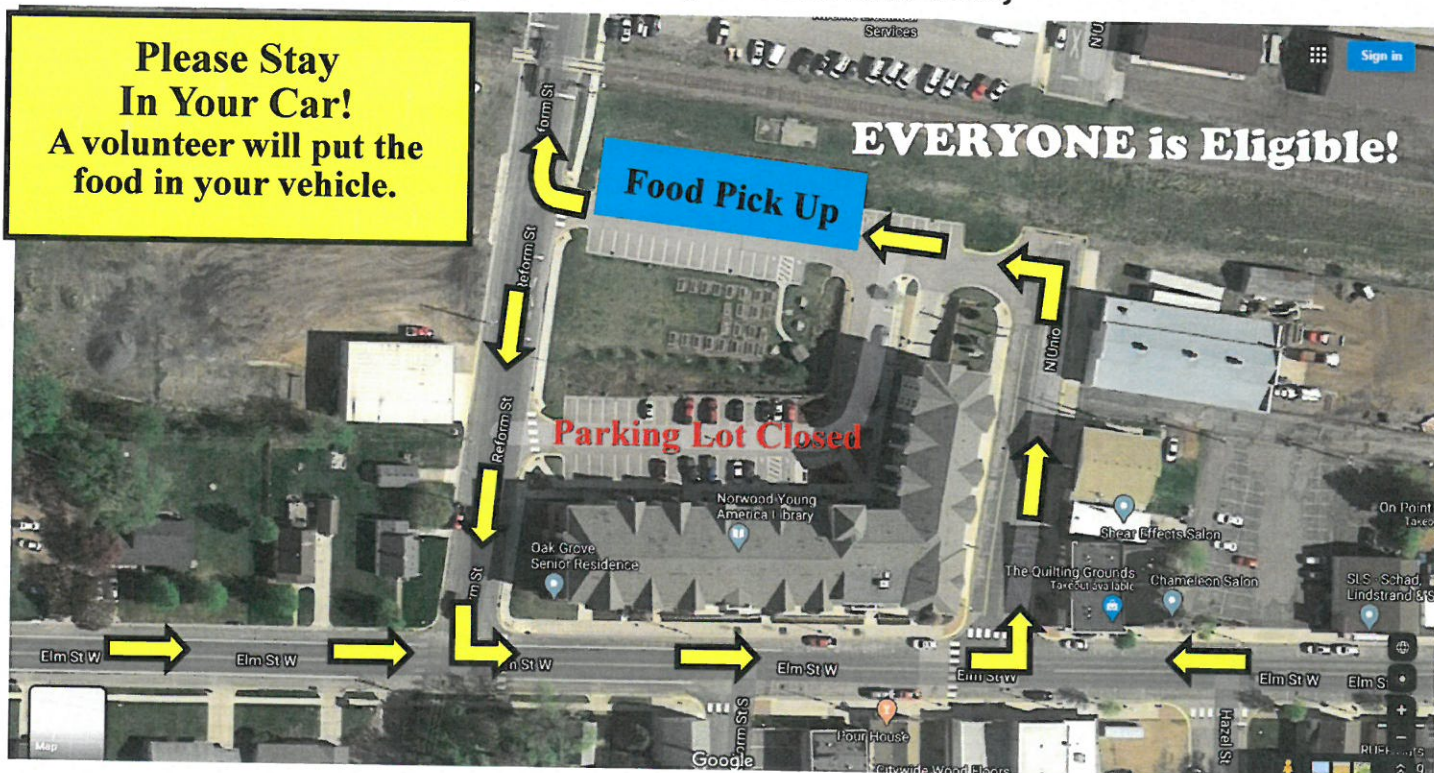 Please Stay
In Your Car!
A volunteer will put the
food in your vehicle.
Services
Sign in
EVERYONE is Eligible!
Food Pick Up
Reform St
N Unio
Reform St
Parking Lot Closed
Norwood Young
America Library
Oak Grove
Senior Residence
Shear Effects Salon
On Point
The Quilting Grounds
Takeout available
Chameleon Salon
SLS - Schad,
Lindstrand & S
Elm St W
Elm St W
Elm St W
Elm St W
Elm St W
Elm St W
Elm St
Map
Pour House
Hazel St
Google
Citywide Wood Floors